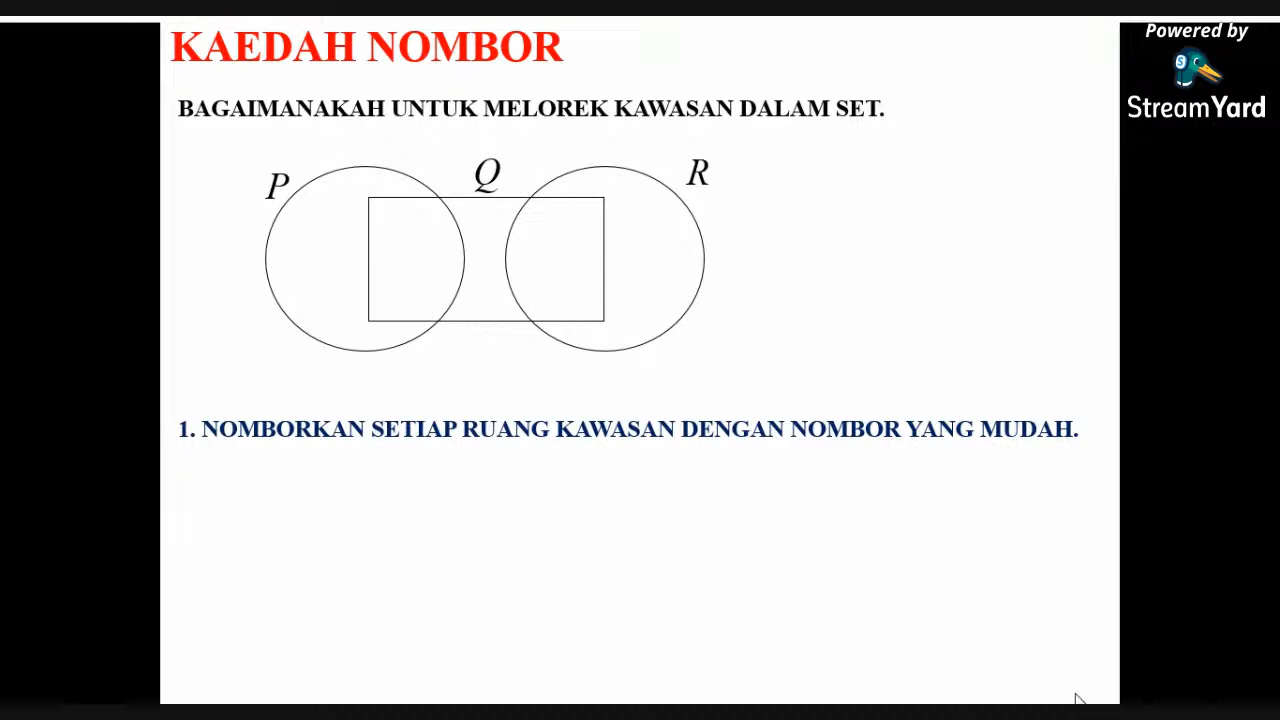 Powered by
StreamYard
KAEDAH NOMBOR
BAGAIMANAKAH UNTUK MELOREK KAWASAN DALAM SET.
P
Q
R
1. NOMBORKAN SETIAP RUANG KAWASAN DENGAN NOMBOR YANG MUDAH.